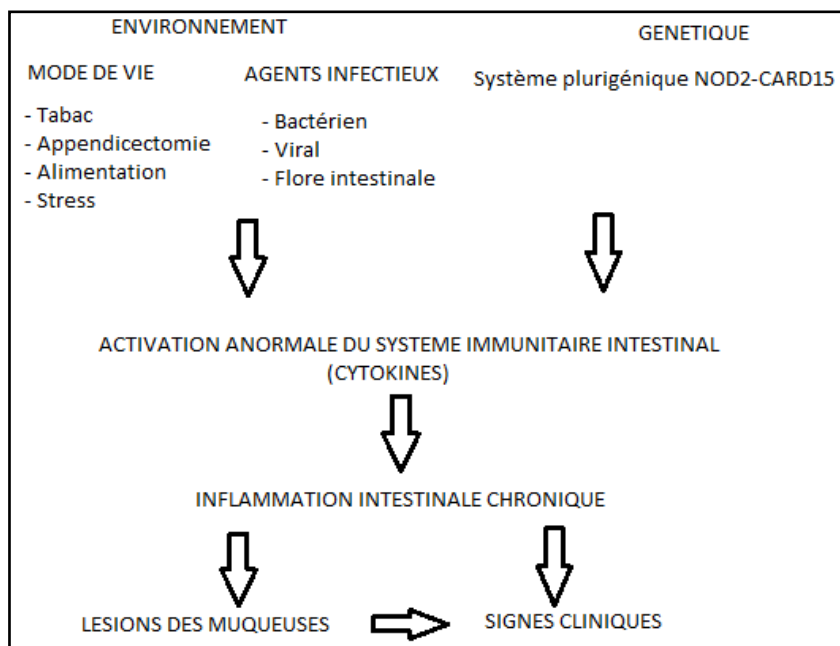 ENVIRONNEMENT
GENETIQUE
MODE DE VIE
- Tabac
- Appendicectomie
- Alimentation
- Stress
AGENTS INFECTIEUX
- Bactérien
- Viral
- Flore intestinale
Système plurigénique NOD2-CARD15
ACTIVATION ANORMALE DU SYSTEME IMMUNITAIRE INTESTINAL
(CYTOKINES)
INFLAMMATION INTESTINALE CHRONIQUE
LESIONS DES MUQUEUSES
SIGNES CLINIQUES